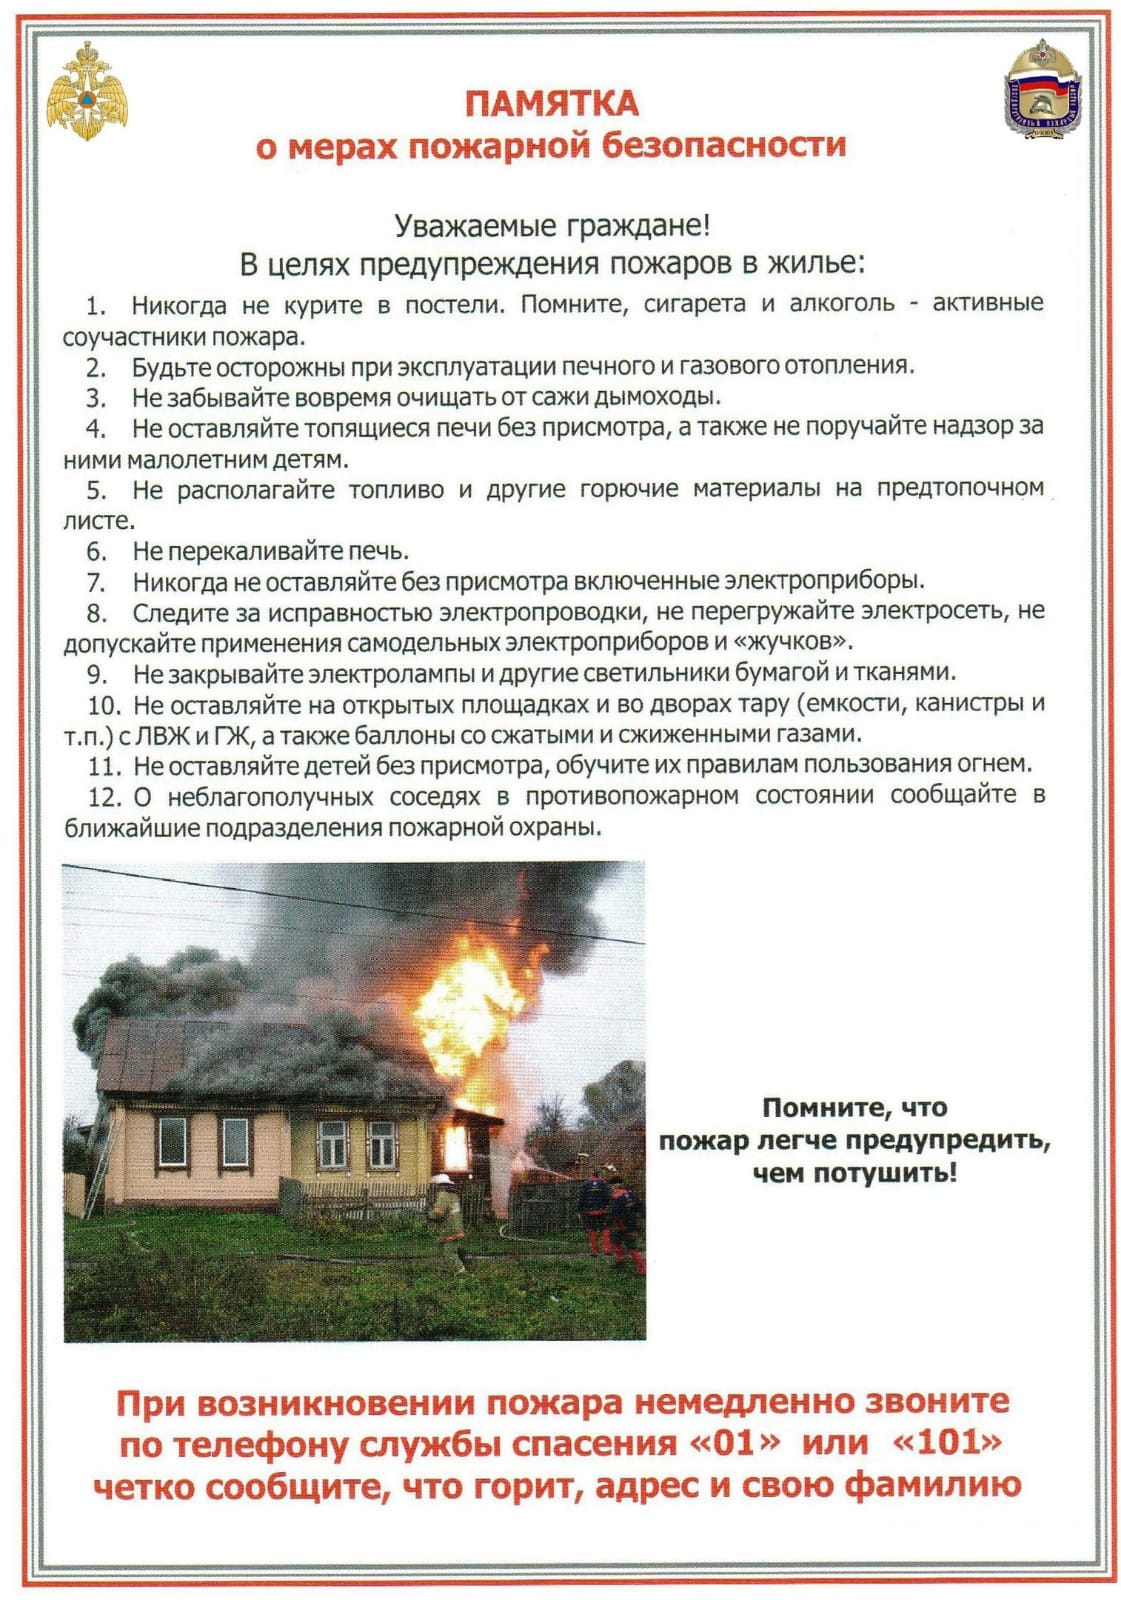 ПАМЯТКА
о мерах пожарной безопасности
Уважаемые граждане!
В целях предупреждения пожаров в жилье:
1. Никогда не курите в постели. Помните, сигарета и алкоголь - активные
соучастники пожара.
2. Будьте осторожны при эксплуатации печного и газового отопления.
3. Не забывайте вовремя очищать от сажи дымоходы.
4. Не оставляйте топящиеся печи без присмотра, а также не поручайте надзор за
ними малолетним детям.
5. Не располагайте топливо и другие горючие материалы на предтопочном
листе.
6. Не перекаливайте печь.
7. Никогда не оставляйте без присмотра включенные электроприборы.
8. Следите за исправностью электропроводки, не перегружайте электросеть, не
допускайте применения самодельных электроприборов и «жучков».
9. Не закрывайте электролампы и другие светильники бумагой и тканями.
10. Не оставляйте на открытых площадках и во дворах тару (емкости, канистры и
т.п.) с ЛВЖ и ГЖ, а также баллоны со сжатыми и сжиженными газами.
11. Не оставляйте детей без присмотра, обучите их правилам пользования огнем.
12. О неблагополучных соседях в противопожарном состоянии сообщайте в
ближайшие подразделения пожарной охраны.
Помните, что
пожар легче предупредить,
чем потушить!
При возникновении пожара немедленно звоните
по телефону службы спасения «01» или «101»
четко сообщите, что горит, адрес и свою фамилию